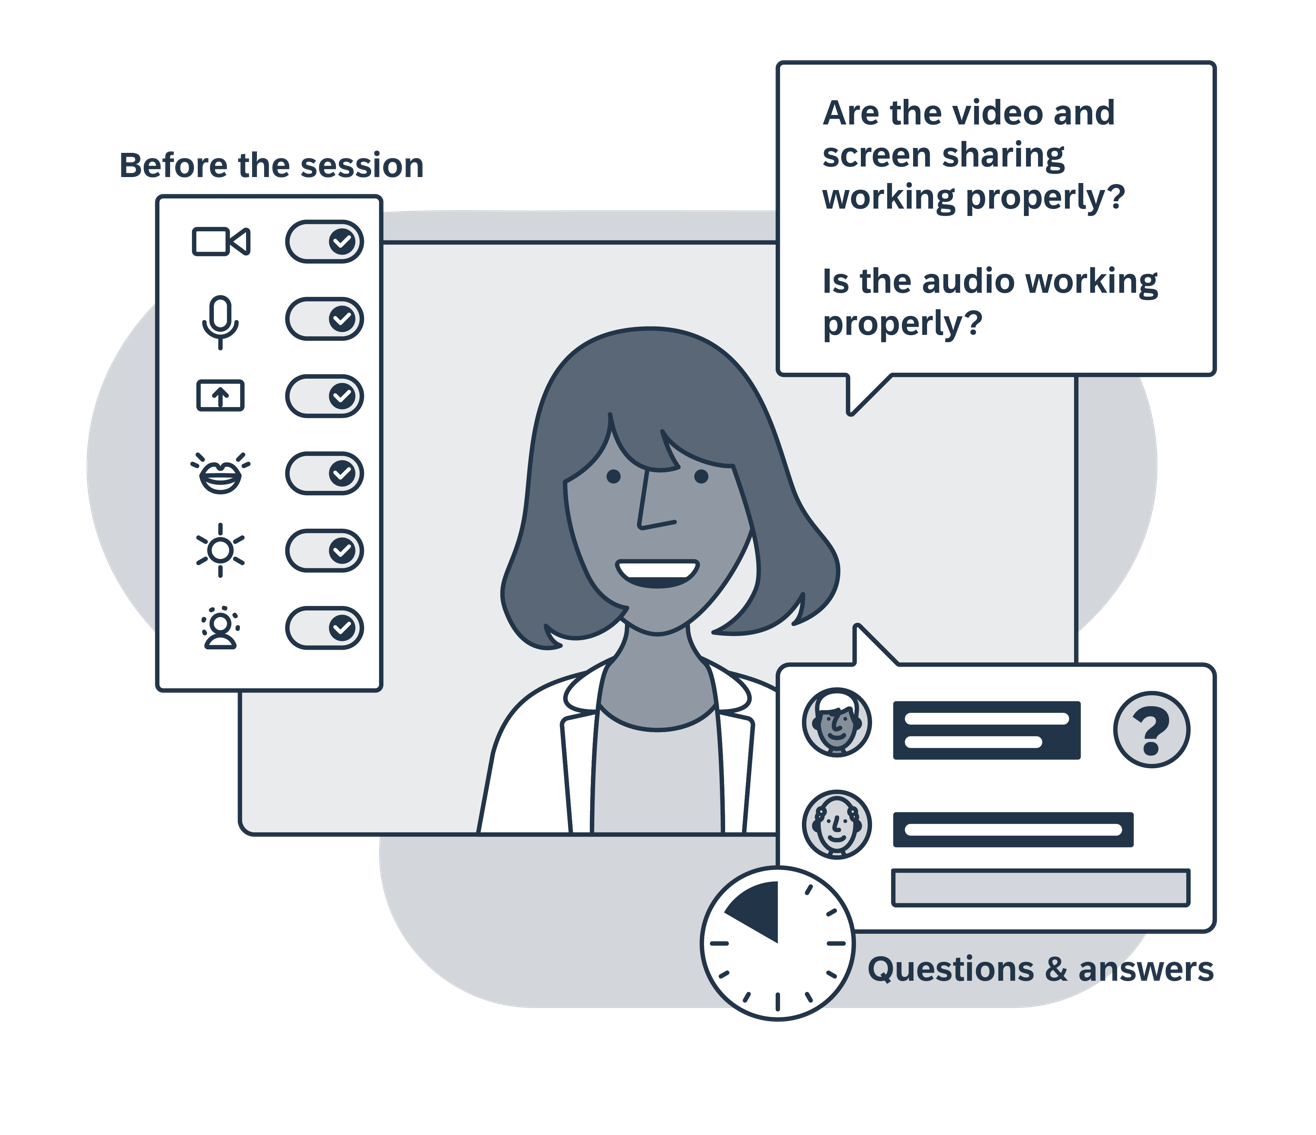 Before the session
Are the video and
screen sharing
working properly?
Is the audio working
properly?
?
Questions & answers